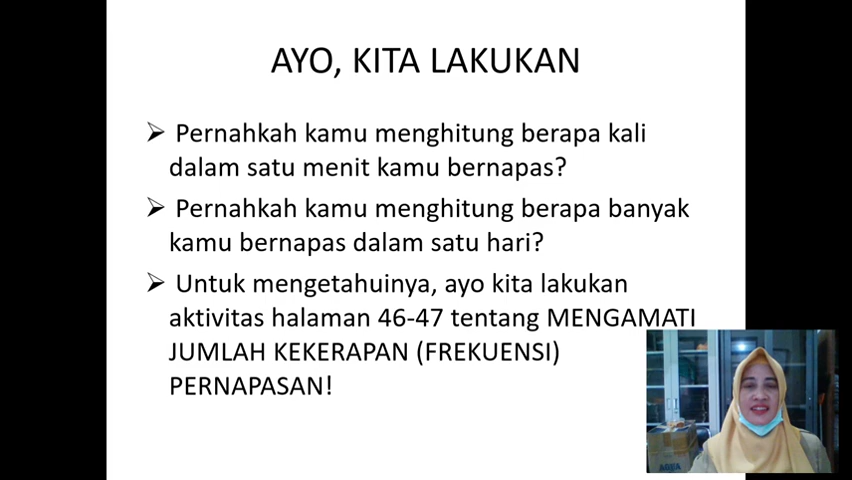 AYO, KITA LAKUKAN
➢ Pernahkah kamu menghitung berapa kali
dalam satu menit kamu bernapas?
➢ Pernahkah kamu menghitung berapa banyak
kamu bernapas dalam satu hari?
➢ Untuk mengetahuinya, ayo kita lakukan
aktivitas halaman 46-47 tentang MENGAMATI
JUMLAH KEKERAPAN (FREKUENSI)
PERNAPASAN!
AQUA